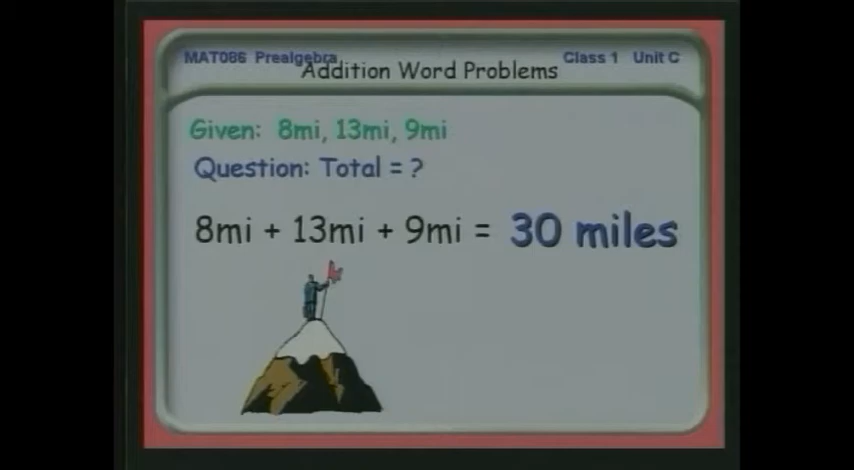 MAT086 Prealgebra
Class 1 Unit C
Addition Word Problems
Given: 8mi, 13mi, 9mi
Question: Total = ?
8mi + 13mi + 9mi = 30 miles